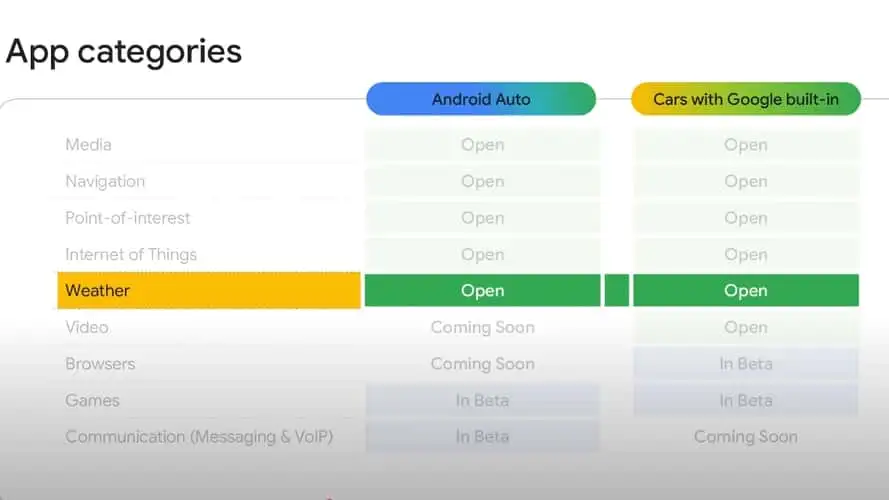 App categories
Android Auto Cars with Google built-in
Media Open Open
Navigation Open Open
Point-of-interest Open Open
Internet of Things Open Open
Weather Open Open
Video Coming Soon Open
Browsers Coming Soon In Beta
Games In Beta In Beta
Communication (Messaging & VoIP) In Beta Coming Soon